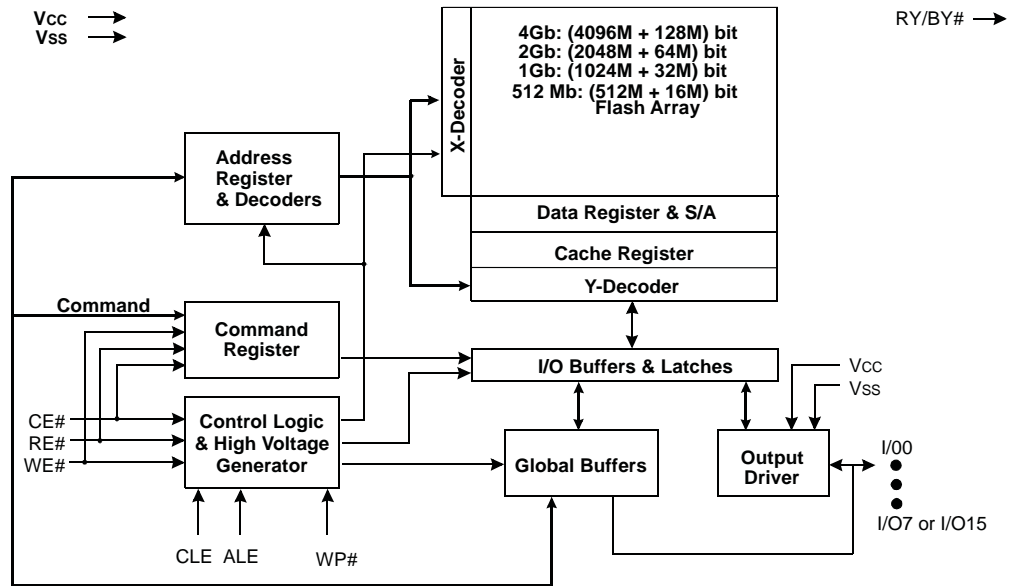 Vcc
Vss
RY/BY#
4Gb: (4096M + 128M) bit
2Gb: (2048M + 64M) bit
1Gb: (1024M + 32M) bit
512 Mb: (512M + 16M) bit
Flash Array
X-Decoder
Address
Register
& Decoders
Data Register & S/A
Cache Register
Y-Decoder
Command
Command
Register
I/O Buffers & Latches
Vcc
Vss
CE#
RE#
WE#
Control Logic
& High Voltage
Generator
Global Buffers
Output
Driver
I/00
I/O7 or I/O15
CLE
ALE
WP#